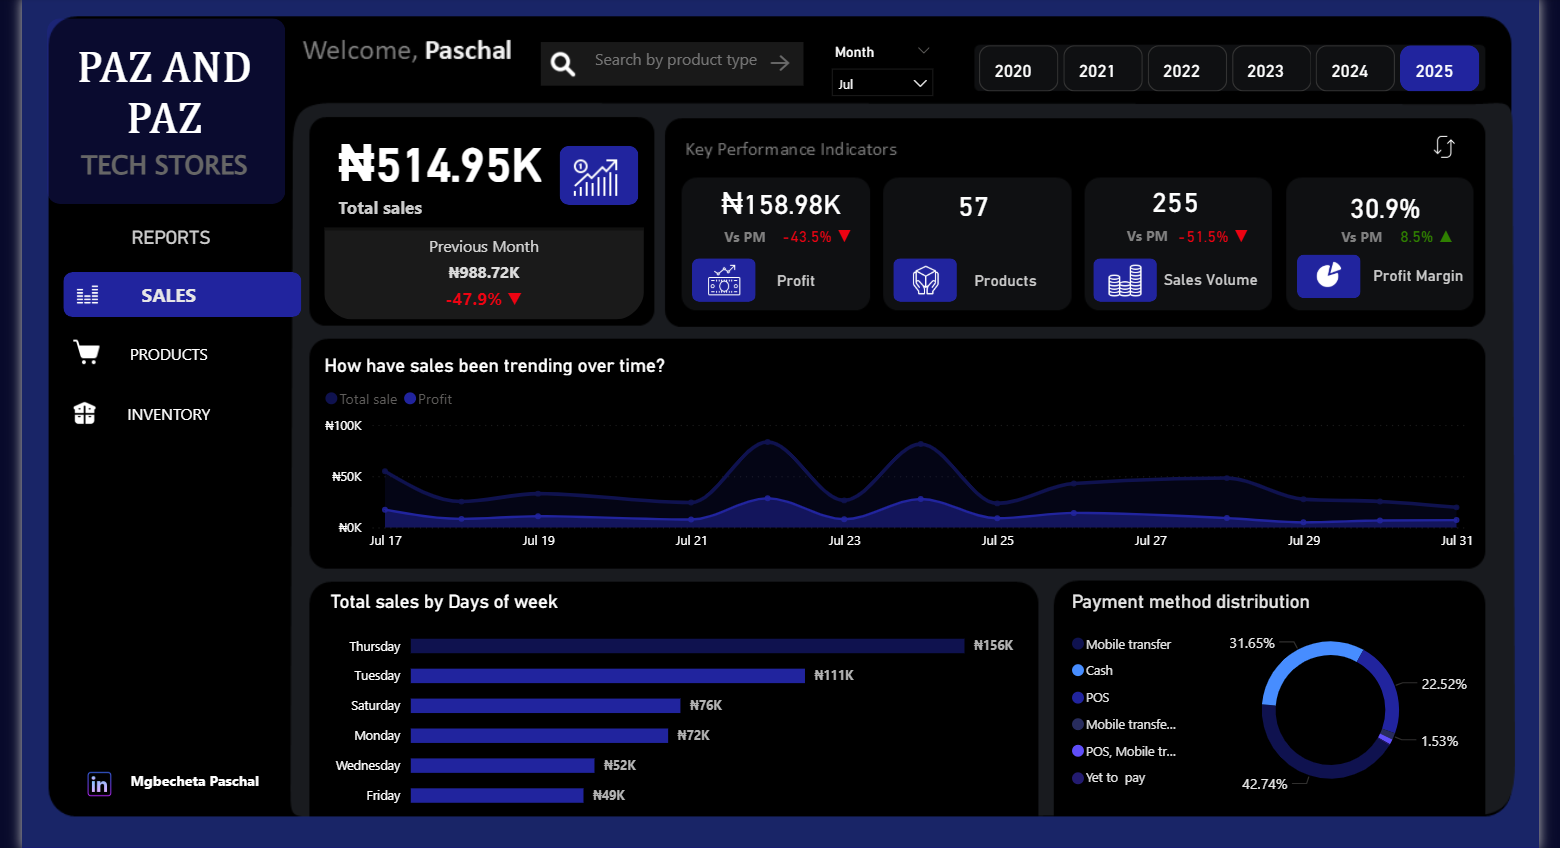 PAZ AND
PAZ
TECH STORES
REPORTS
SALES
PRODUCTS
INVENTORY
in
Mgbecheta Paschal
Welcome, Paschal
Search by product type
Month
Jul
2020
2021
2022
2023
2024
2025
₦514.95K
Total sales
Previous Month
₦988.72K
-47.9% ▼
Key Performance Indicators
₦158.98K
Vs PM -43.5% ▼
Profit
57
Products
255
Vs PM -51.5% ▼
Sales Volume
30.9%
Vs PM 8.5% ▲
Profit Margin
How have sales been trending over time?
Total sale Profit
₦100K
₦50K
₦0K
Jul 17 Jul 19 Jul 21 Jul 23 Jul 25 Jul 27 Jul 29 Jul 31
Total sales by Days of week
Thursday ₦156K
Tuesday ₦111K
Saturday ₦76K
Monday ₦72K
Wednesday ₦52K
Friday ₦49K
Payment method distribution
Mobile transfer
Cash
POS
Mobile transfe...
POS, Mobile tr...
Yet to pay
31.65%
22.52%
1.53%
42.74%